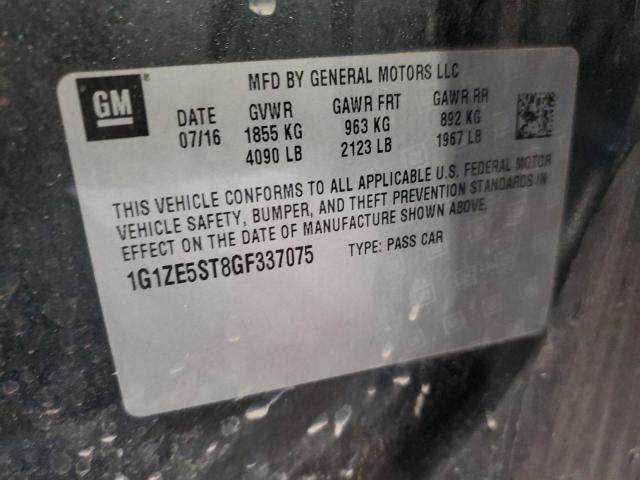 GM
MFD BY GENERAL MOTORS LLC
DATE GVWR GAWR FRT GAWR RR
07/16 1855 KG 963 KG 892 KG
4090 LB 2123 LB 1967 LB
THIS VEHICLE CONFORMS TO ALL APPLICABLE U.S. FEDERAL MOTOR
VEHICLE SAFETY, BUMPER, AND THEFT PREVENTION STANDARDS IN
EFFECT ON THE DATE OF MANUFACTURE SHOWN ABOVE.
1G1ZE5ST8GF337075 TYPE: PASS CAR